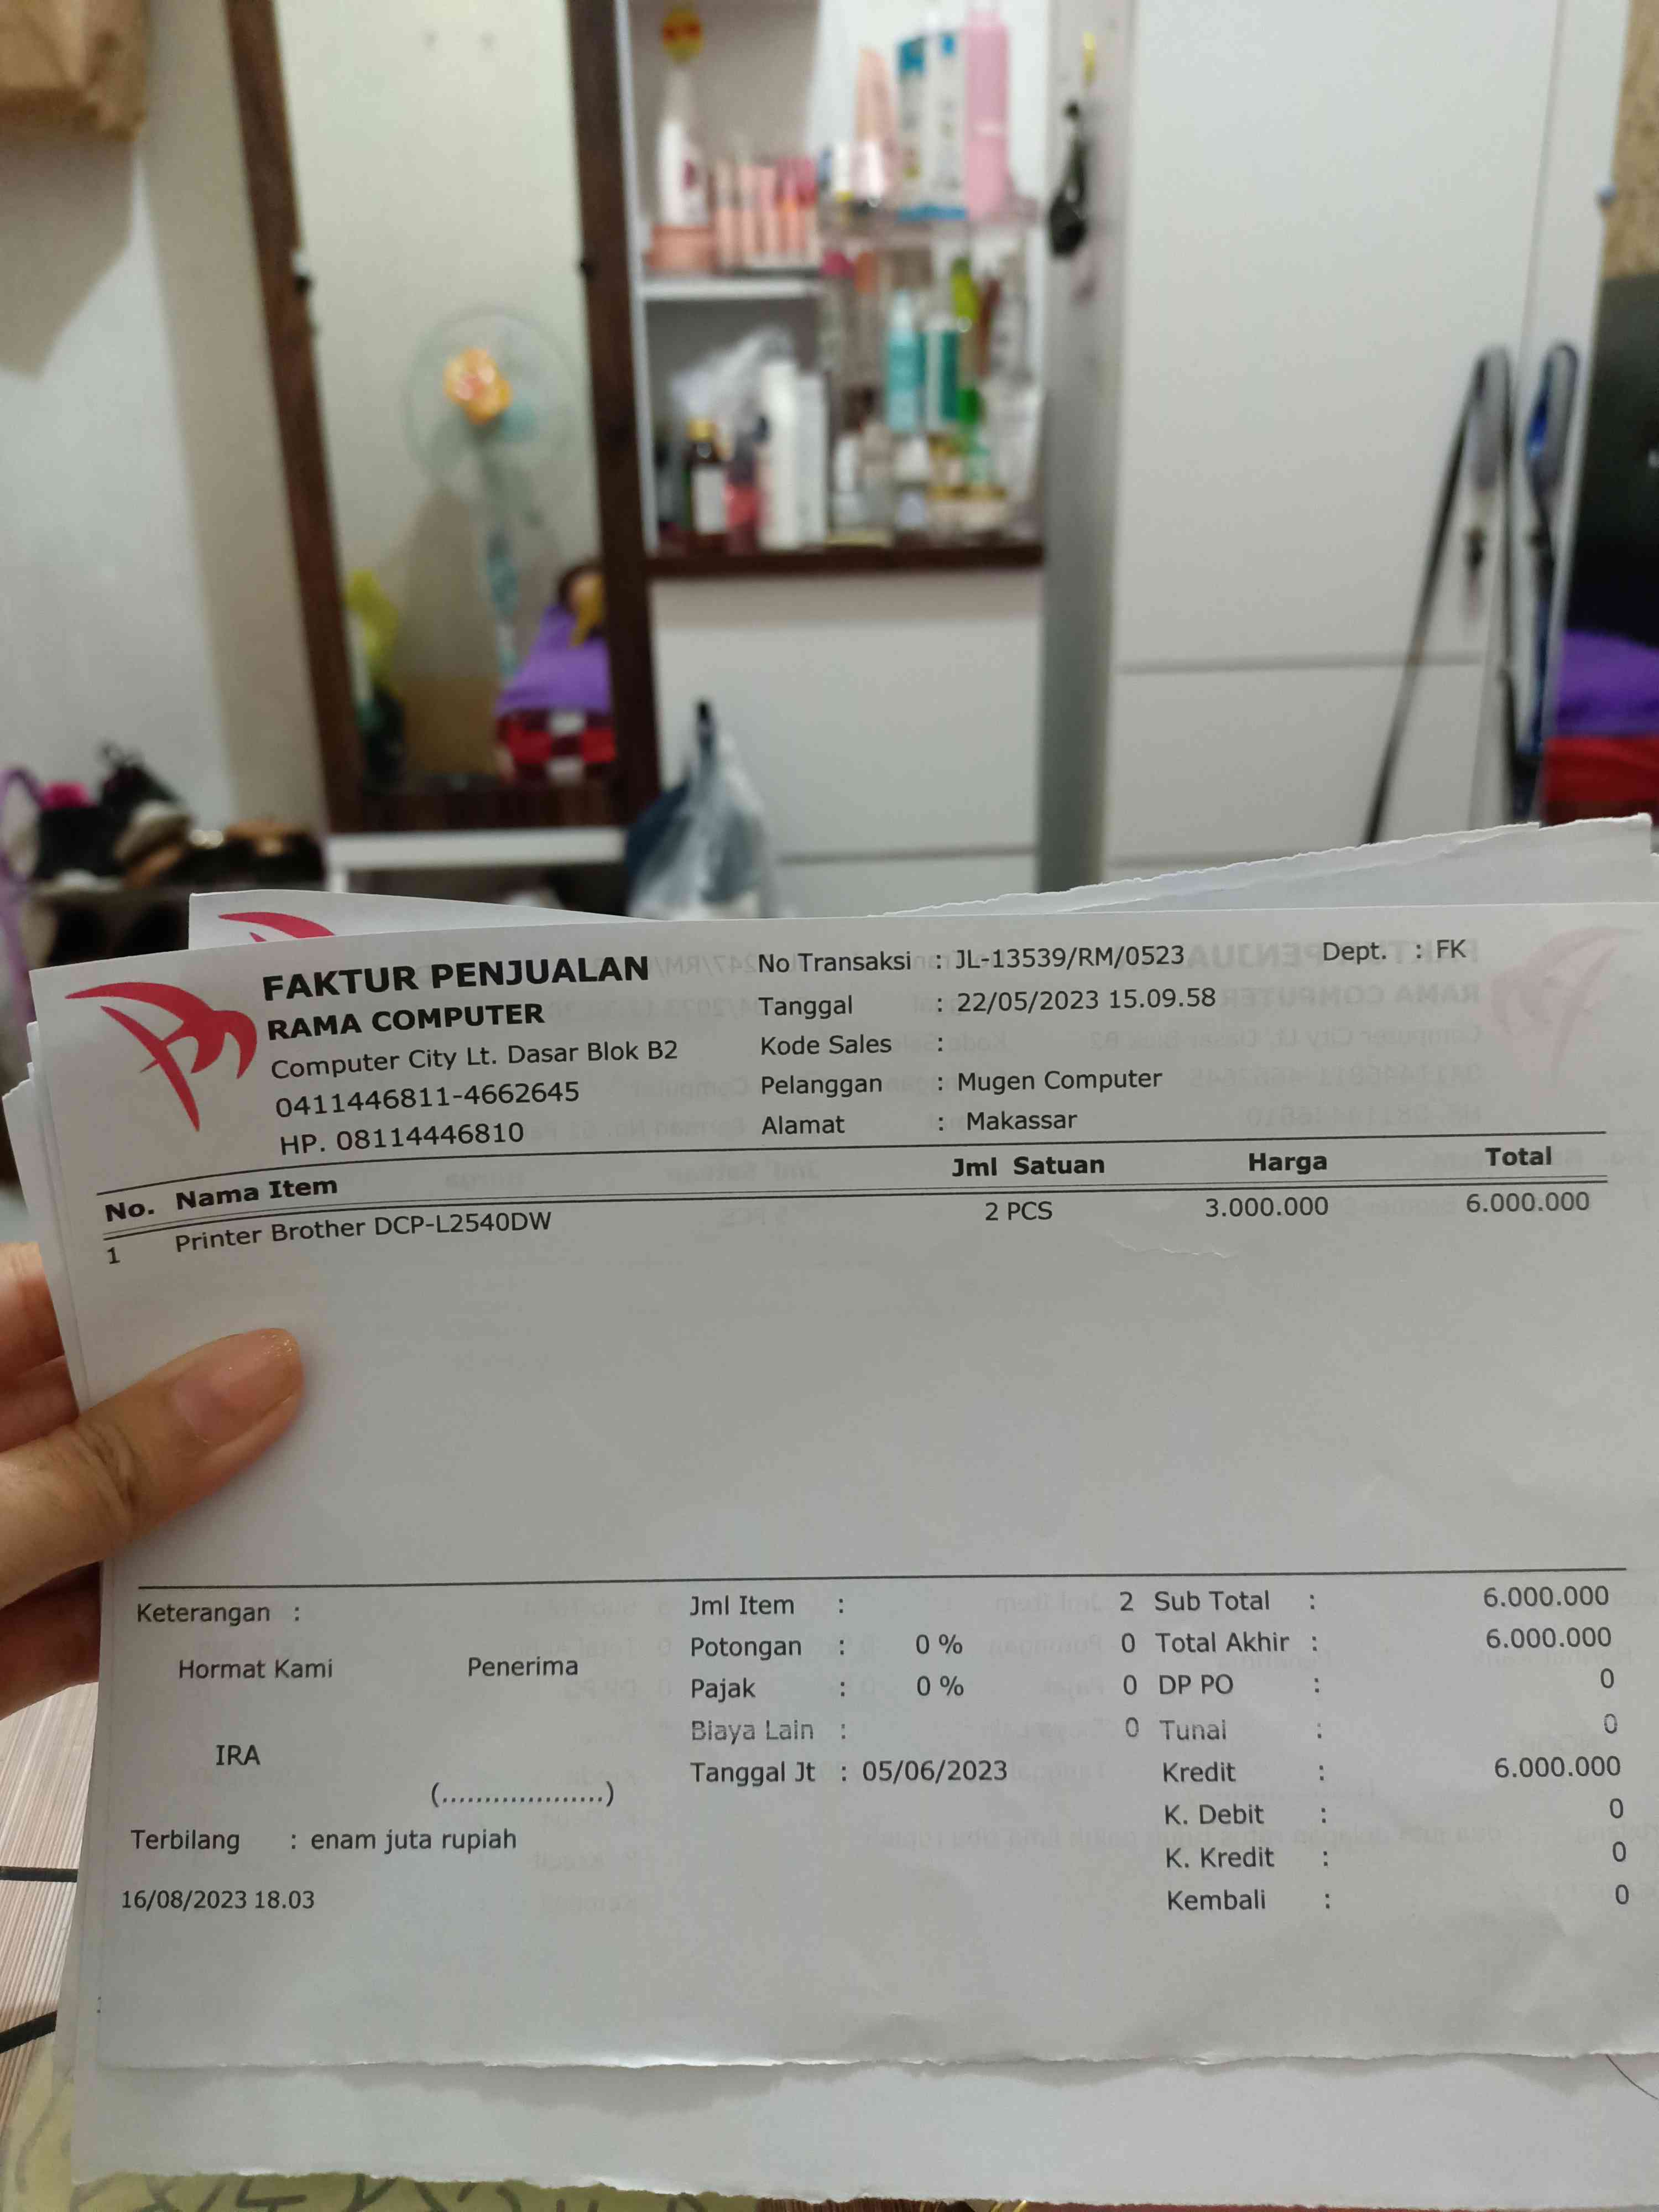 FAKTUR PENJUALAN
RAMA COMPUTER
Computer City Lt. Dasar Blok B2
0411446811-4662645
HP. 08114446810
No Transaksi : JL-13539/RM/0523
Dept. : FK
Tanggal : 22/05/2023 15.09.58
Kode Sales :
Pelanggan : Mugen Computer
Alamat : Makassar
No. Nama Item Jml Satuan Harga Total
1 Printer Brother DCP-L2540DW 2 PCS 3.000.000 6.000.000
Keterangan :
Hormat Kami Penerima
IRA
(...................)
Terbilang : enam juta rupiah
16/08/2023 18.03
Jml Item : 2
Potongan : 0 % 0
Pajak : 0 % 0
Biaya Lain : 0
Tanggal Jt : 05/06/2023
Sub Total : 6.000.000
Total Akhir : 6.000.000
DP PO : 0
Tunai : 0
Kredit : 6.000.000
K. Debit : 0
K. Kredit : 0
Kembali : 0